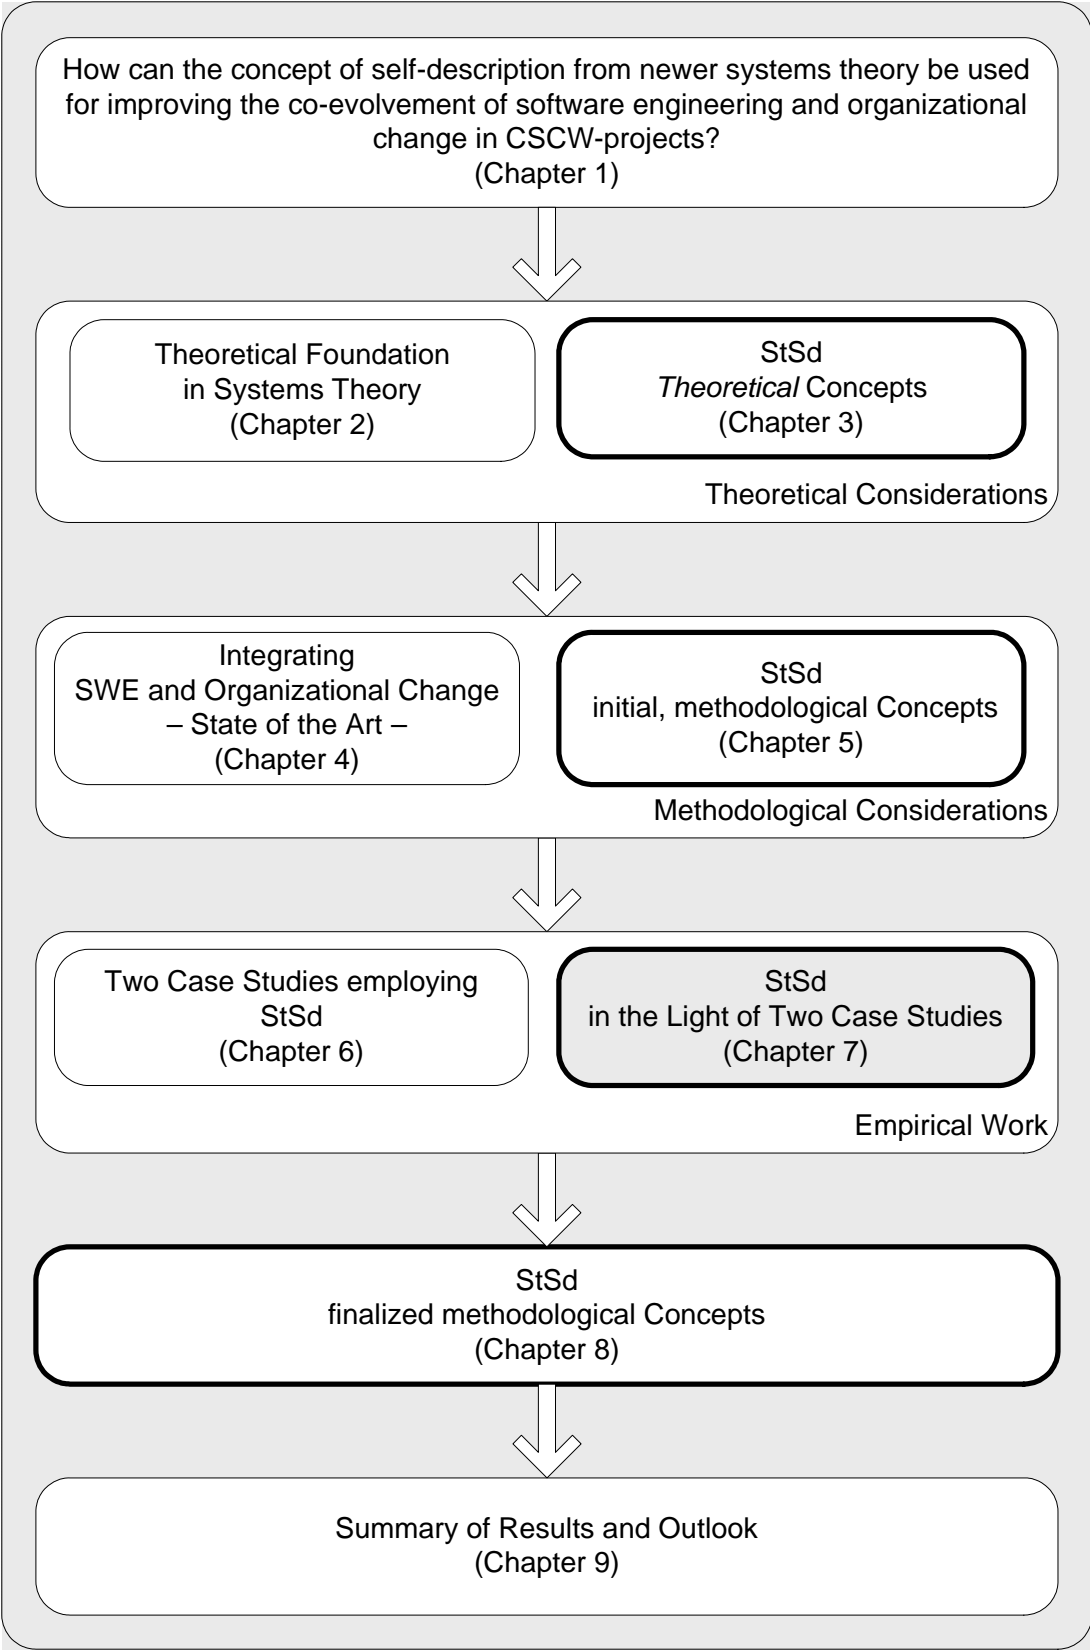 How can the concept of self-description from newer systems theory be used
for improving the co-evolvement of software engineering and organizational
change in CSCW-projects?
(Chapter 1)
Theoretical Foundation
in Systems Theory
(Chapter 2)
StSd
Theoretical Concepts
(Chapter 3)
Theoretical Considerations
Integrating
SWE and Organizational Change
– State of the Art –
(Chapter 4)
StSd
initial, methodological Concepts
(Chapter 5)
Methodological Considerations
Two Case Studies employing
StSd
(Chapter 6)
StSd
in the Light of Two Case Studies
(Chapter 7)
Empirical Work
StSd
finalized methodological Concepts
(Chapter 8)
Summary of Results and Outlook
(Chapter 9)